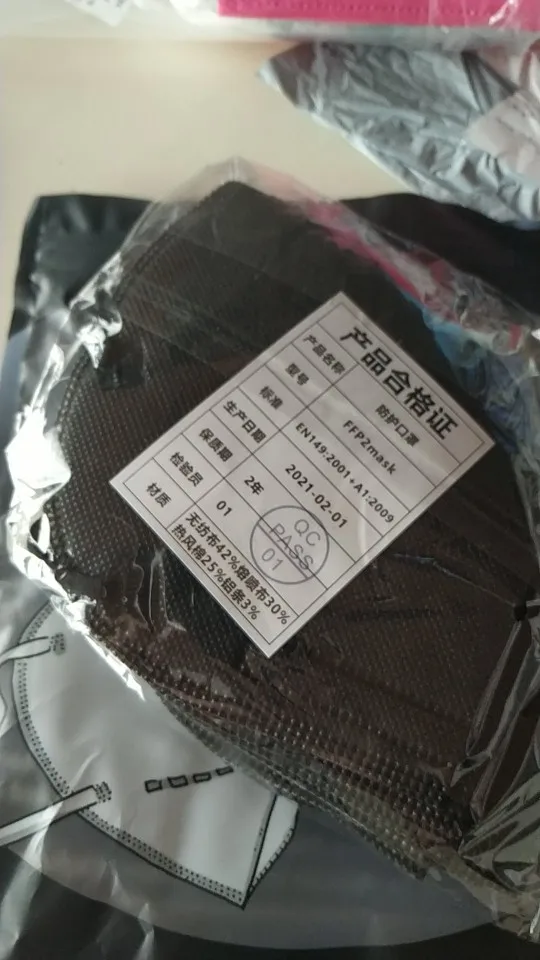 产品合格证
产品名称 防护口罩
型号 FFP2mask
标准 EN149:2001+A1:2009
生产日期 2021-02-01
保质期 2年
检验员 01
材质 无纺布42%熔喷布30%
热风棉25%铝条3%
QC
PASS
01